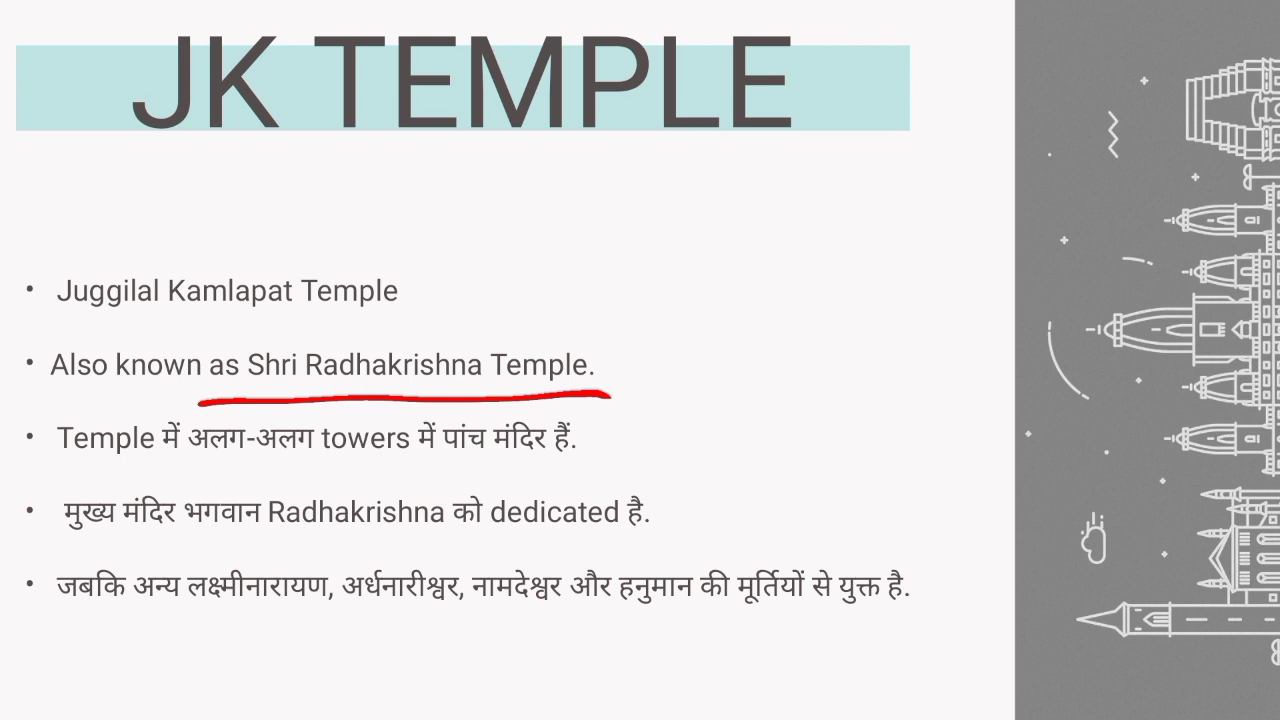 JK TEMPLE
• Juggilal Kamlapat Temple
• Also known as Shri Radhakrishna Temple.
• Temple में अलग-अलग towers में पांच मंदिर हैं.
• मुख्य मंदिर भगवान Radhakrishna को dedicated है.
• जबकि अन्य लक्ष्मीनारायण, अर्धनारीश्वर, नामदेश्वर और हनुमान की मूर्तियों से युक्त है.